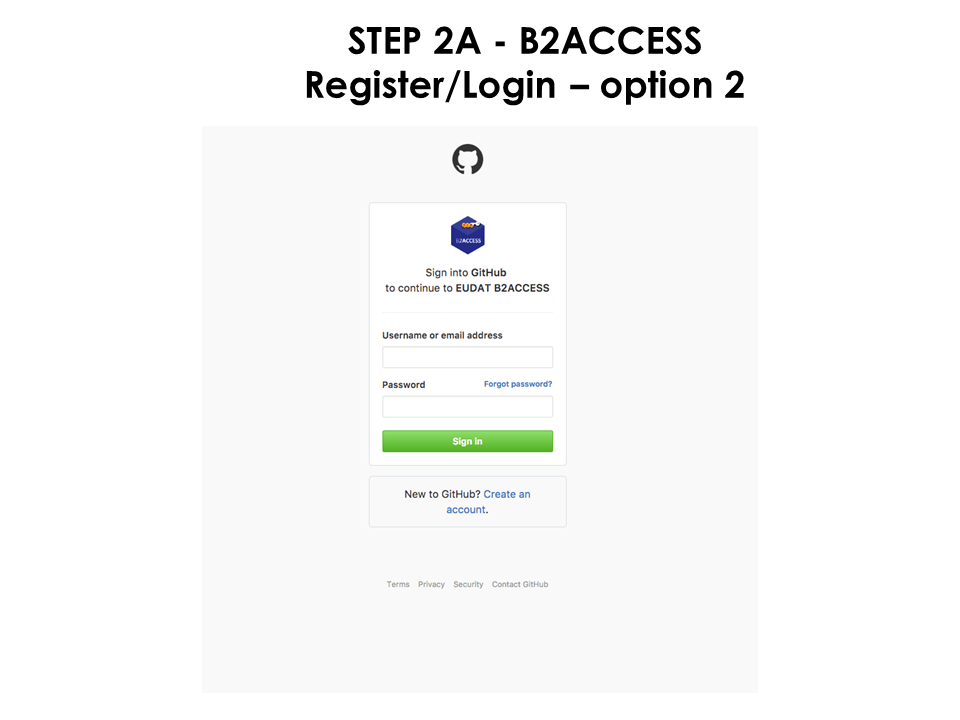 STEP 2A - B2ACCESS
Register/Login – option 2
B2ACCESS
Sign into GitHub
to continue to EUDAT B2ACCESS
Username or email address
Password Forgot password?
Sign in
New to GitHub? Create an
account.
Terms Privacy Security Contact GitHub